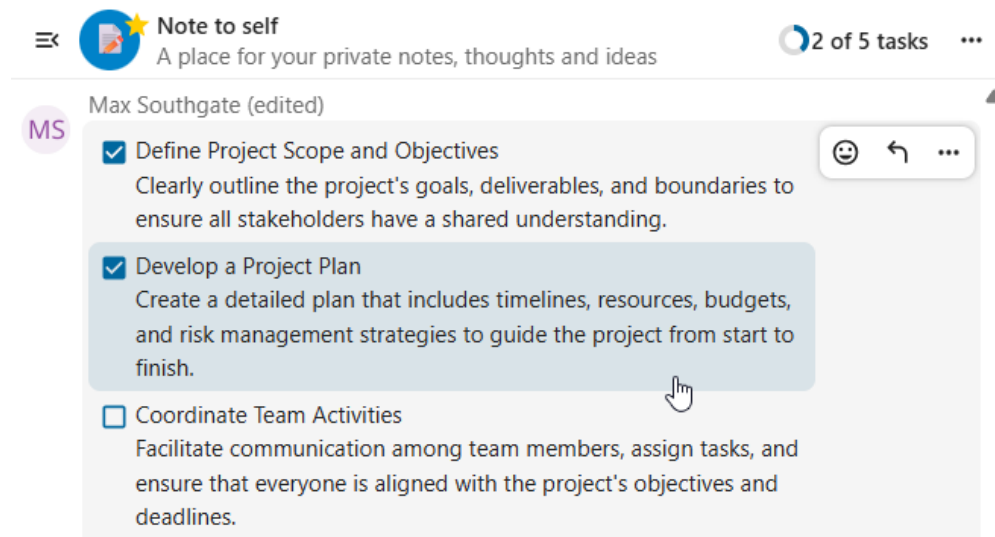 Note to self
A place for your private notes, thoughts and ideas
2 of 5 tasks
Max Southgate (edited)
MS
Define Project Scope and Objectives
Clearly outline the project's goals, deliverables, and boundaries to
ensure all stakeholders have a shared understanding.
Develop a Project Plan
Create a detailed plan that includes timelines, resources, budgets,
and risk management strategies to guide the project from start to
finish.
Coordinate Team Activities
Facilitate communication among team members, assign tasks, and
ensure that everyone is aligned with the project's objectives and
deadlines.